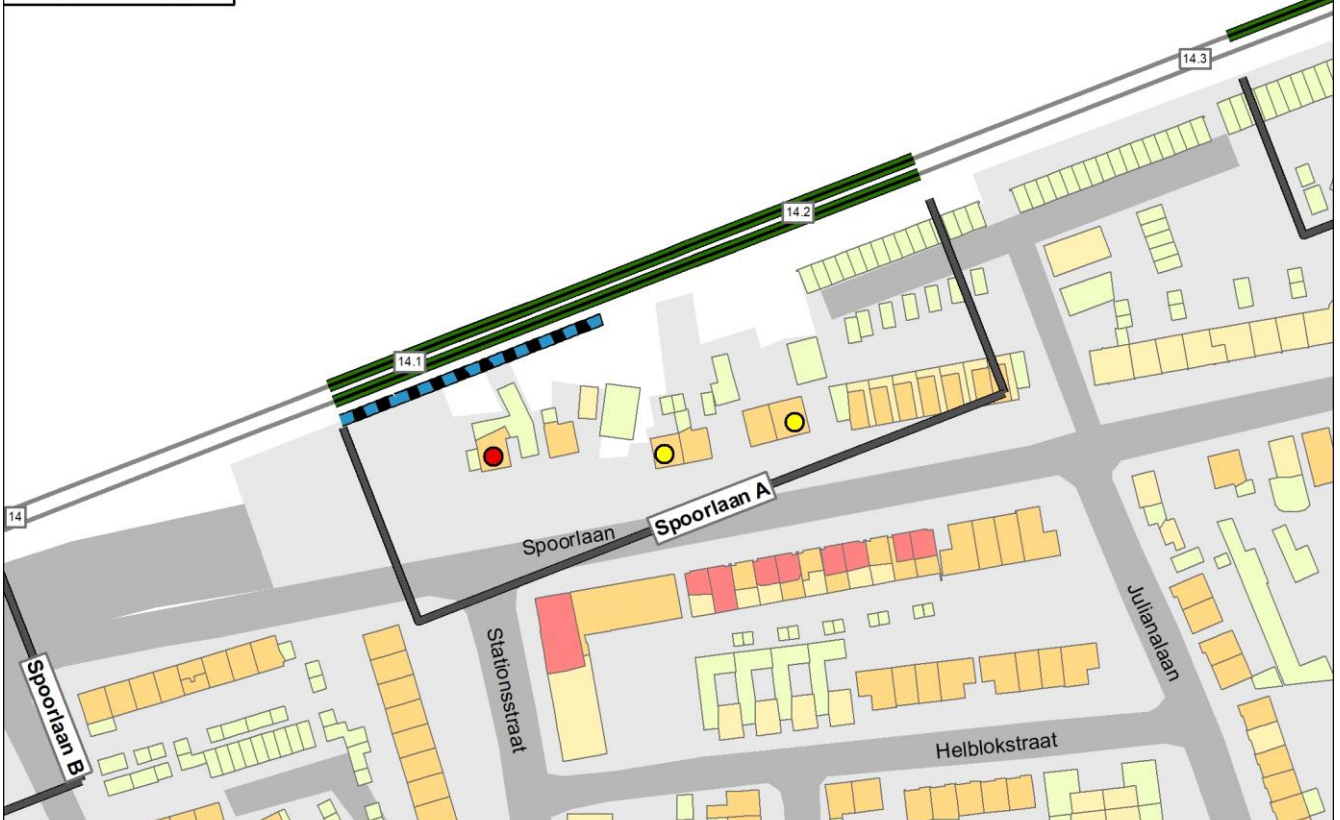 14.3
14.2
14.1
14
Spoorlaan A
Spoorlaan
Stationsstraat
Julianalaan
Spoorlaan B
Helblokstraat